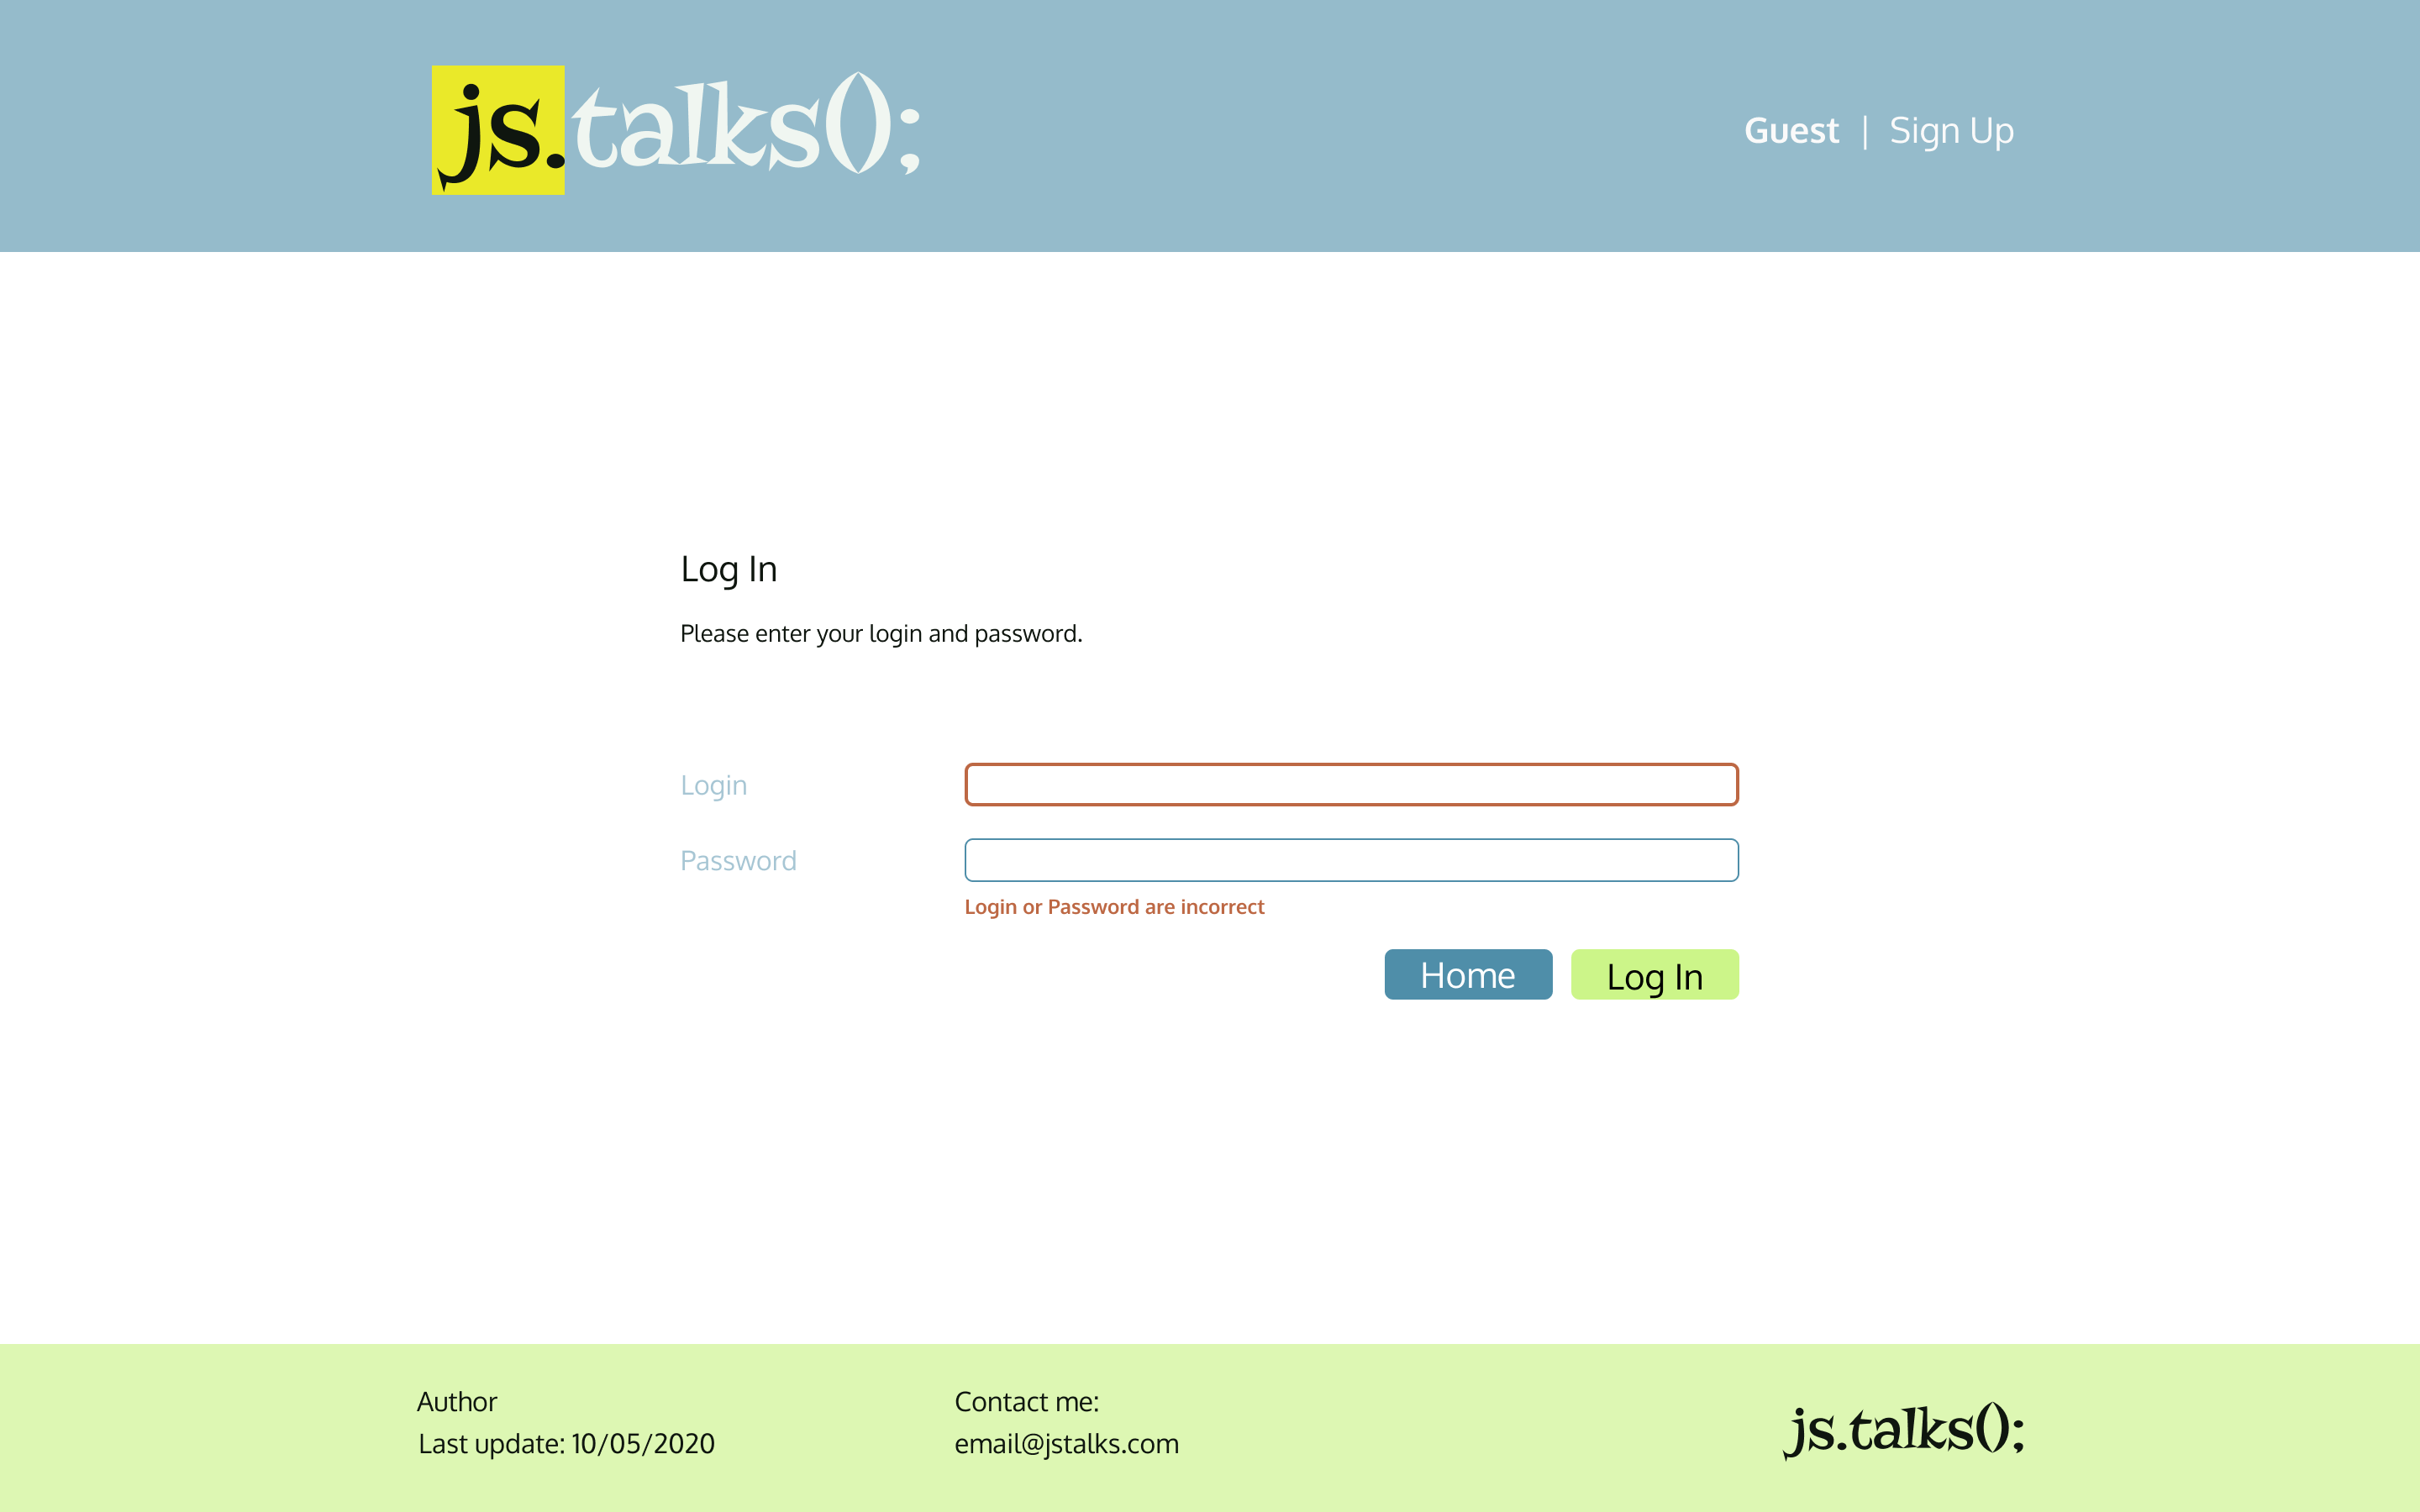 js.talks();
Guest | Sign Up
Log In
Please enter your login and password.
Login
Password
Login or Password are incorrect
Home
Log In
Author
Last update: 10/05/2020
Contact me:
email@jstalks.com
js.talks();